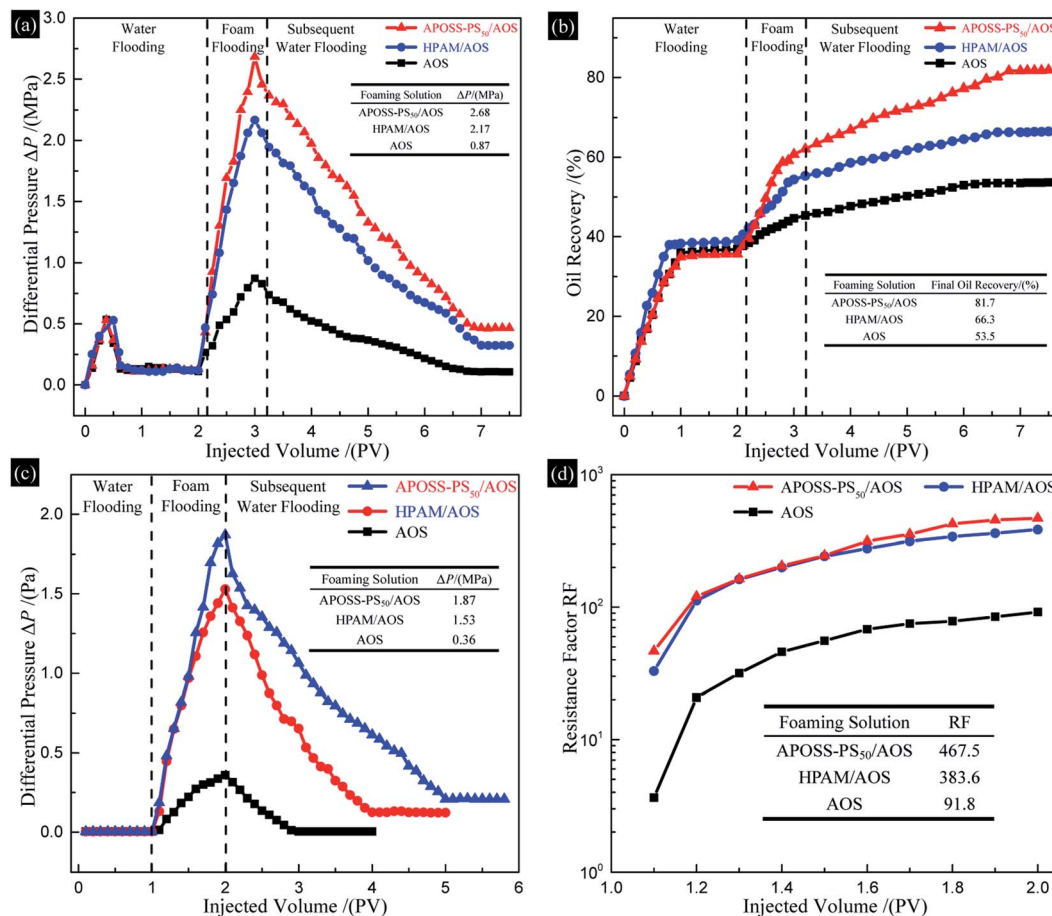 (a)
3.0
2.5
2.0
1.5
1.0
0.5
0.0
Differential Pressure ΔP /(MPa)
Water
Flooding
Foam
Flooding
Subsequent
Water Flooding
APOSS-PS₅₀/AOS
HPAM/AOS
AOS
Foaming Solution ΔP/(MPa)
APOSS-PS₅₀/AOS 2.68
HPAM/AOS 2.17
AOS 0.87
0 1 2 3 4 5 6 7
Injected Volume /(PV)
(b)
80
60
40
20
0
Oil Recovery /(%)
Water
Flooding
Foam
Flooding
Subsequent
Water Flooding
APOSS-PS₅₀/AOS
HPAM/AOS
AOS
Foaming Solution Final Oil Recovery/(%)
APOSS-PS₅₀/AOS 81.7
HPAM/AOS 66.3
AOS 53.5
0 1 2 3 4 5 6 7
Injected Volume /(PV)
(c)
2.0
1.5
1.0
0.5
0.0
Differential Pressure ΔP /(Pa)
Water
Flooding
Foam
Flooding
Subsequent
Water Flooding
APOSS-PS₅₀/AOS
HPAM/AOS
AOS
Foaming Solution ΔP/(MPa)
APOSS-PS₅₀/AOS 1.87
HPAM/AOS 1.53
AOS 0.36
0 1 2 3 4 5 6
Injected Volume /(PV)
(d)
10³
10²
10¹
10⁰
Resistance Factor RF
APOSS-PS₅₀/AOS
HPAM/AOS
AOS
Foaming Solution RF
APOSS-PS₅₀/AOS 467.5
HPAM/AOS 383.6
AOS 91.8
1.0 1.2 1.4 1.6 1.8 2.0
Injected Volume /(PV)